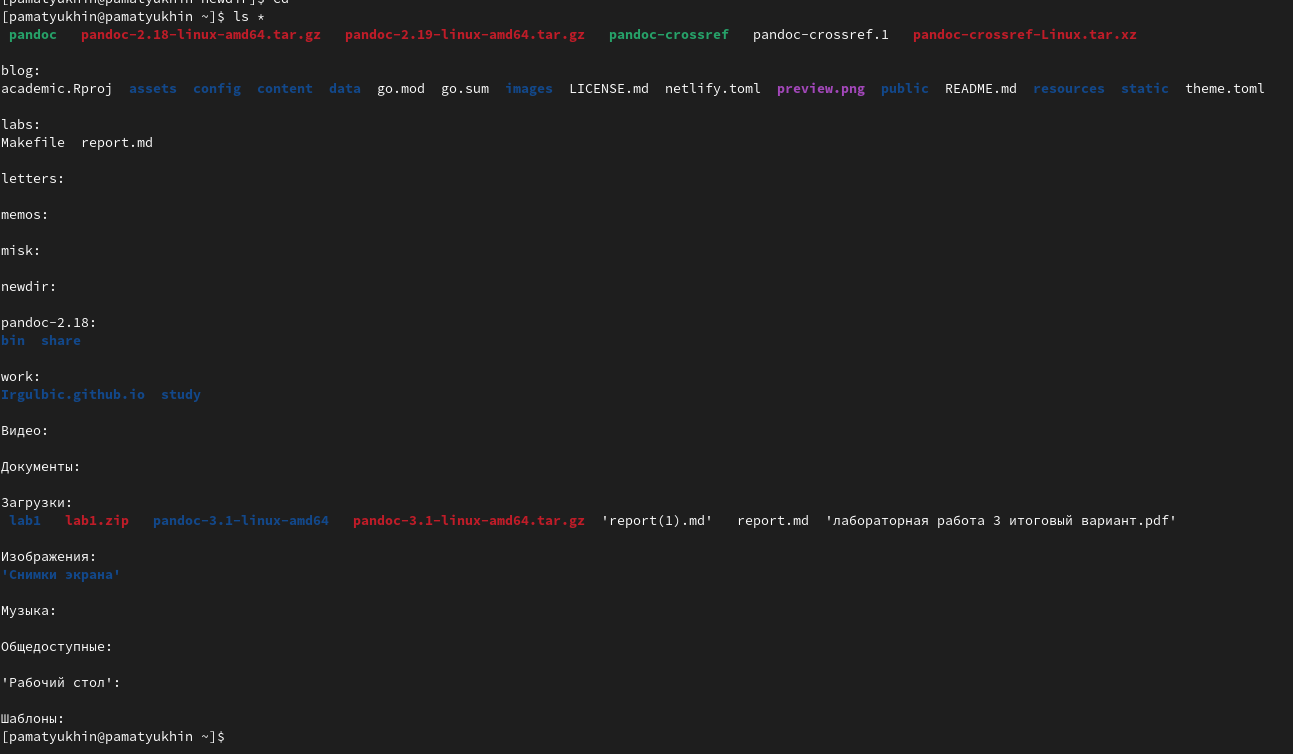 [pamatyukhin@pamatyukhin newdir]$ cd
[pamatyukhin@pamatyukhin ~]$ ls *
pandoc pandoc-2.18-linux-amd64.tar.gz pandoc-2.19-linux-amd64.tar.gz pandoc-crossref pandoc-crossref.1 pandoc-crossref-Linux.tar.xz
blog:
academic.Rproj assets config content data go.mod go.sum images LICENSE.md netlify.toml preview.png public README.md resources static theme.toml
labs:
Makefile report.md
letters:
memos:
misk:
newdir:
pandoc-2.18:
bin share
work:
Irgulbic.github.io study
Видео:
Документы:
Загрузки:
lab1 lab1.zip pandoc-3.1-linux-amd64 pandoc-3.1-linux-amd64.tar.gz 'report(1).md' report.md 'лабораторная работа 3 итоговый вариант.pdf'
Изображения:
'Снимки экрана'
Музыка:
Общедоступные:
'Рабочий стол':
Шаблоны:
[pamatyukhin@pamatyukhin ~]$